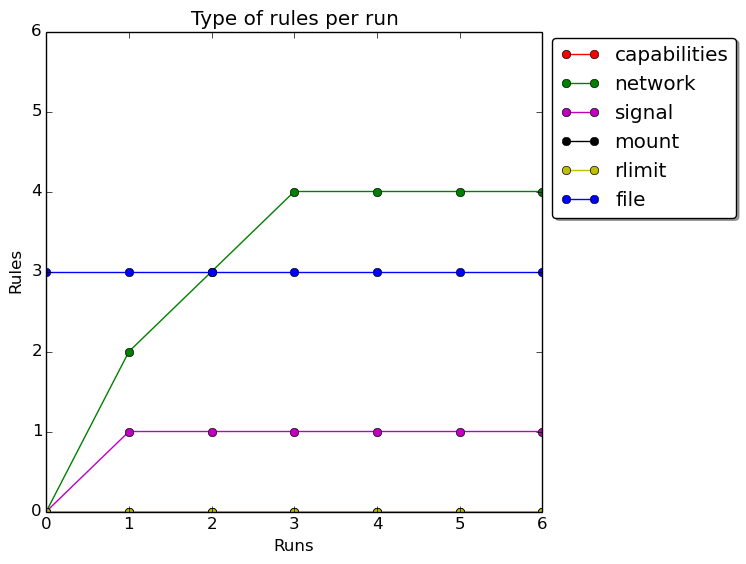 Type of rules per run
6
5
4
3
2
1
0
Rules
0 1 2 3 4 5 6
Runs
capabilities
network
signal
mount
rlimit
file